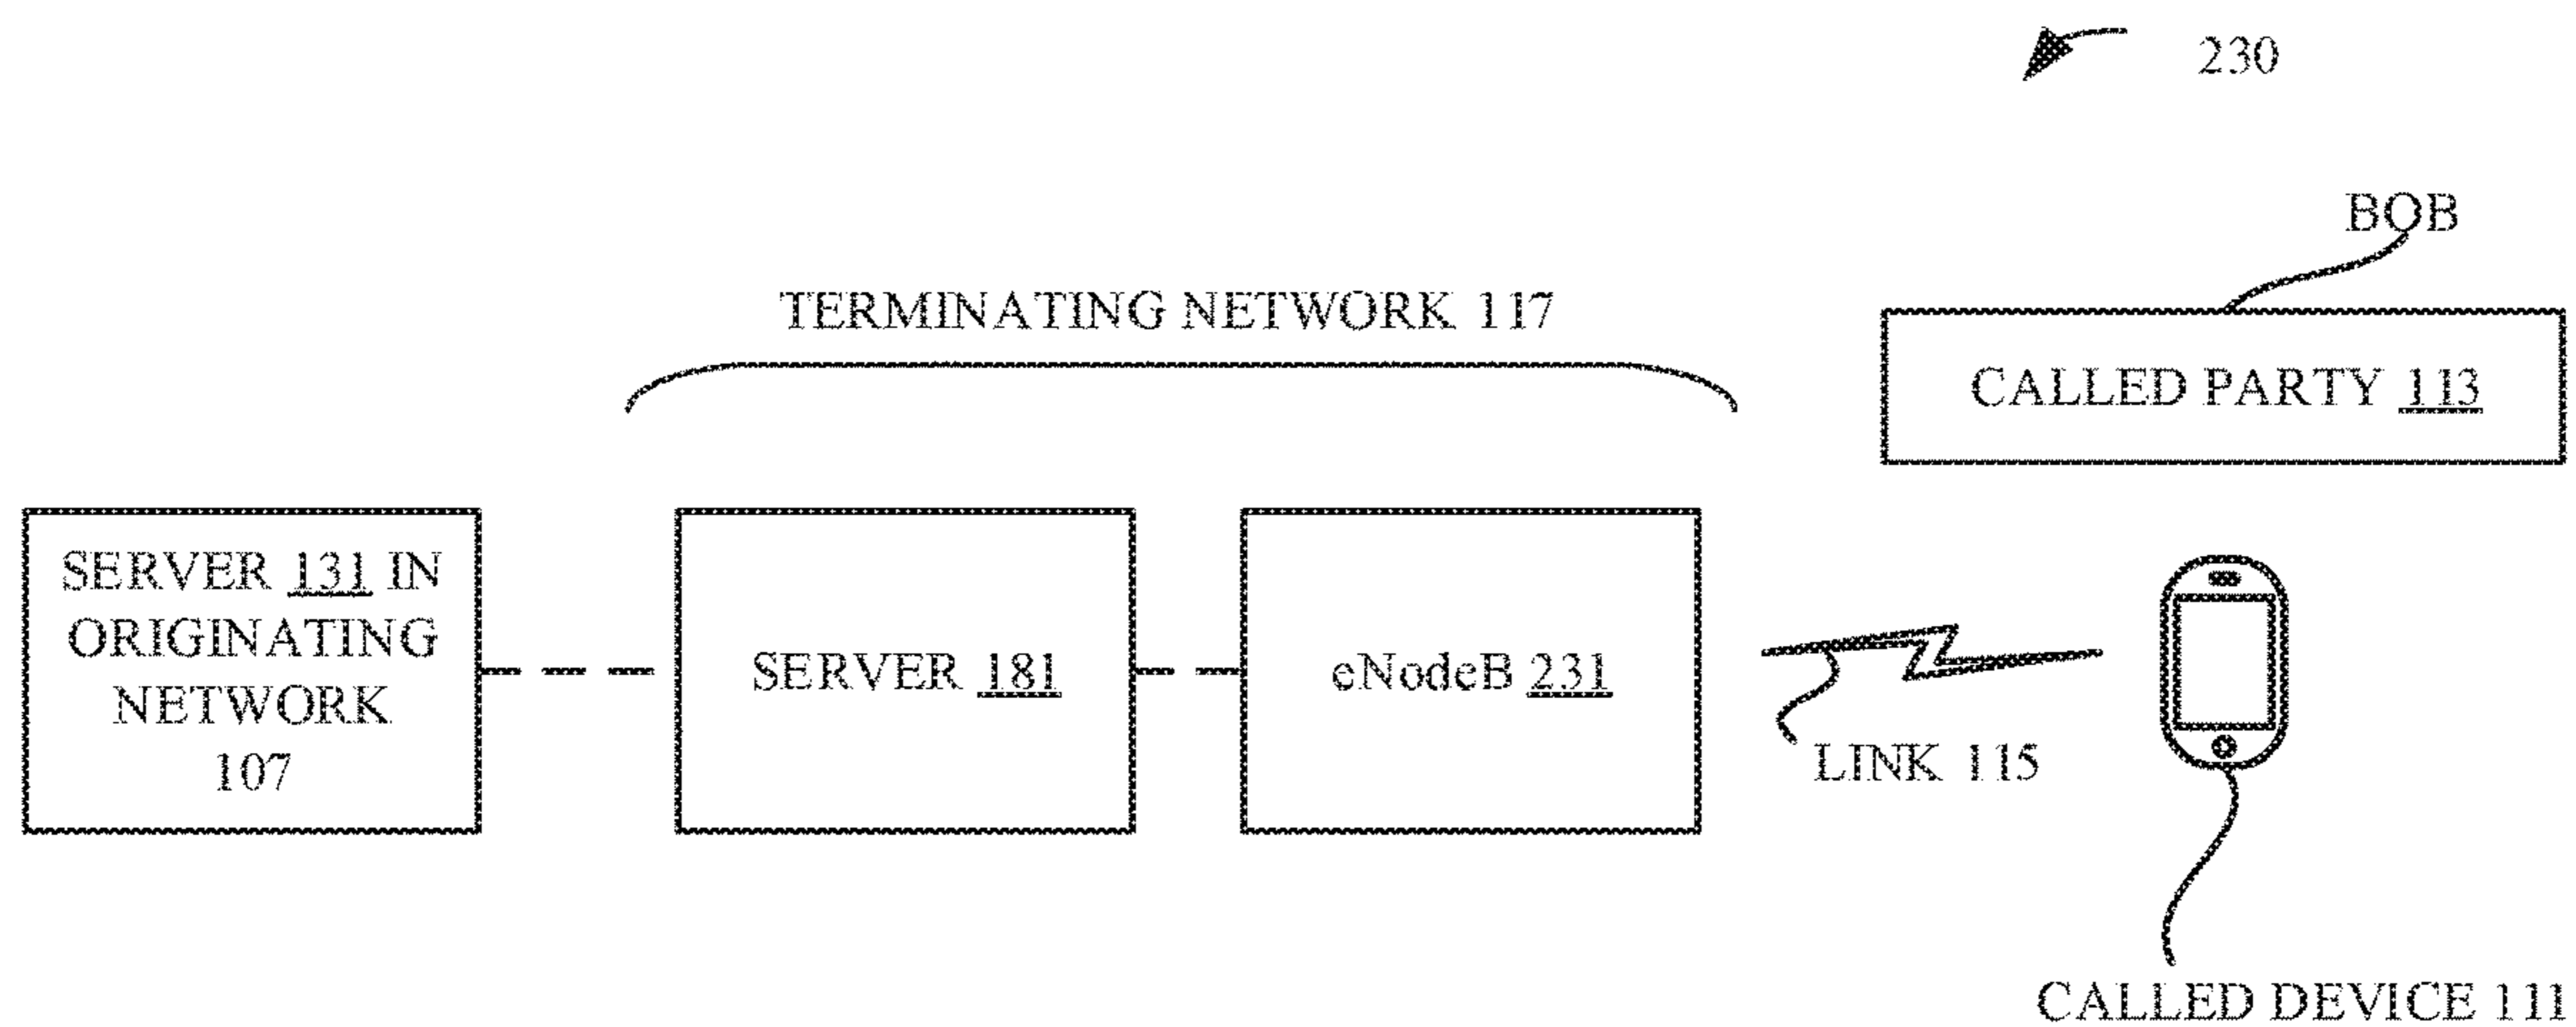 230
BOB
TERMINATING NETWORK 117
CALLED PARTY 113
SERVER 131 IN
ORIGINATING
NETWORK
107
SERVER 181
eNodeB 231
LINK 115
CALLED DEVICE 111